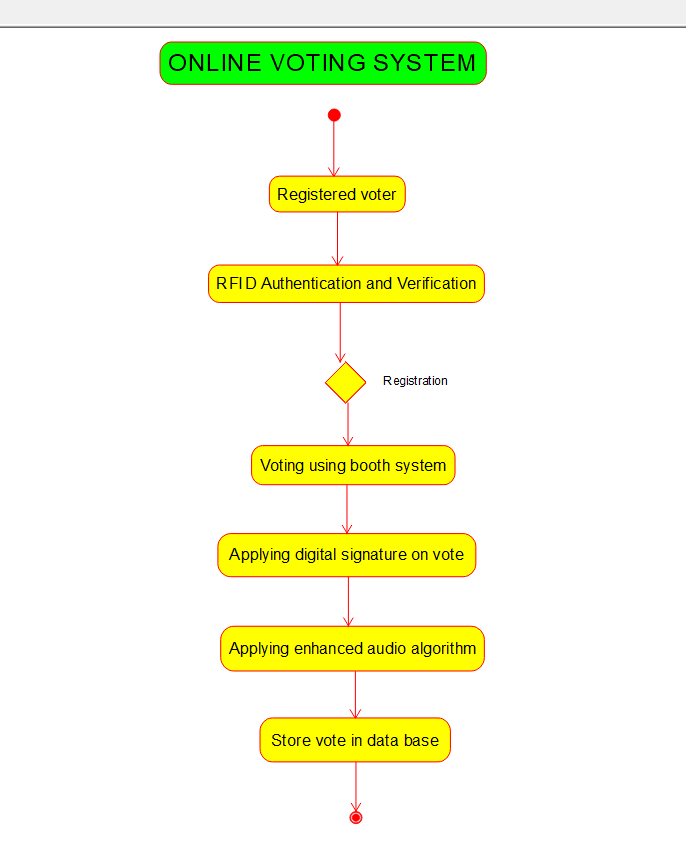 ONLINE VOTING SYSTEM
Registered voter
RFID Authentication and Verification
Registration
Voting using booth system
Applying digital signature on vote
Applying enhanced audio algorithm
Store vote in data base